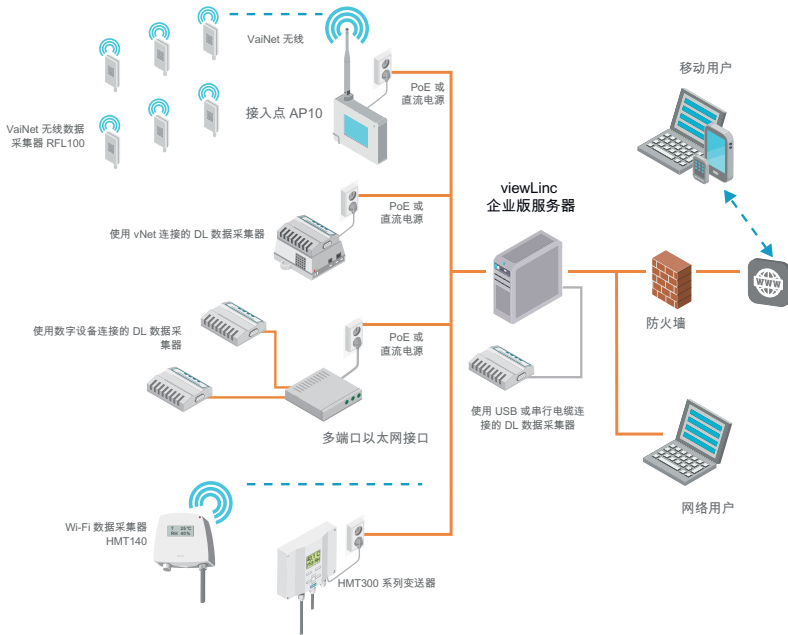 VaiNet 无线
接入点 AP10
VaiNet 无线数据
采集器 RFL100
PoE 或
直流电源
使用 vNet 连接的 DL 数据采集器
PoE 或
直流电源
使用数字设备连接的 DL 数据采
集器
PoE 或
直流电源
多端口以太网接口
Wi-Fi 数据采集器
HMT140
HMT300 系列变送器
viewLinc
企业版服务器
使用 USB 或串行电缆连
接的 DL 数据采集器
移动用户
防火墙
WWW
网络用户